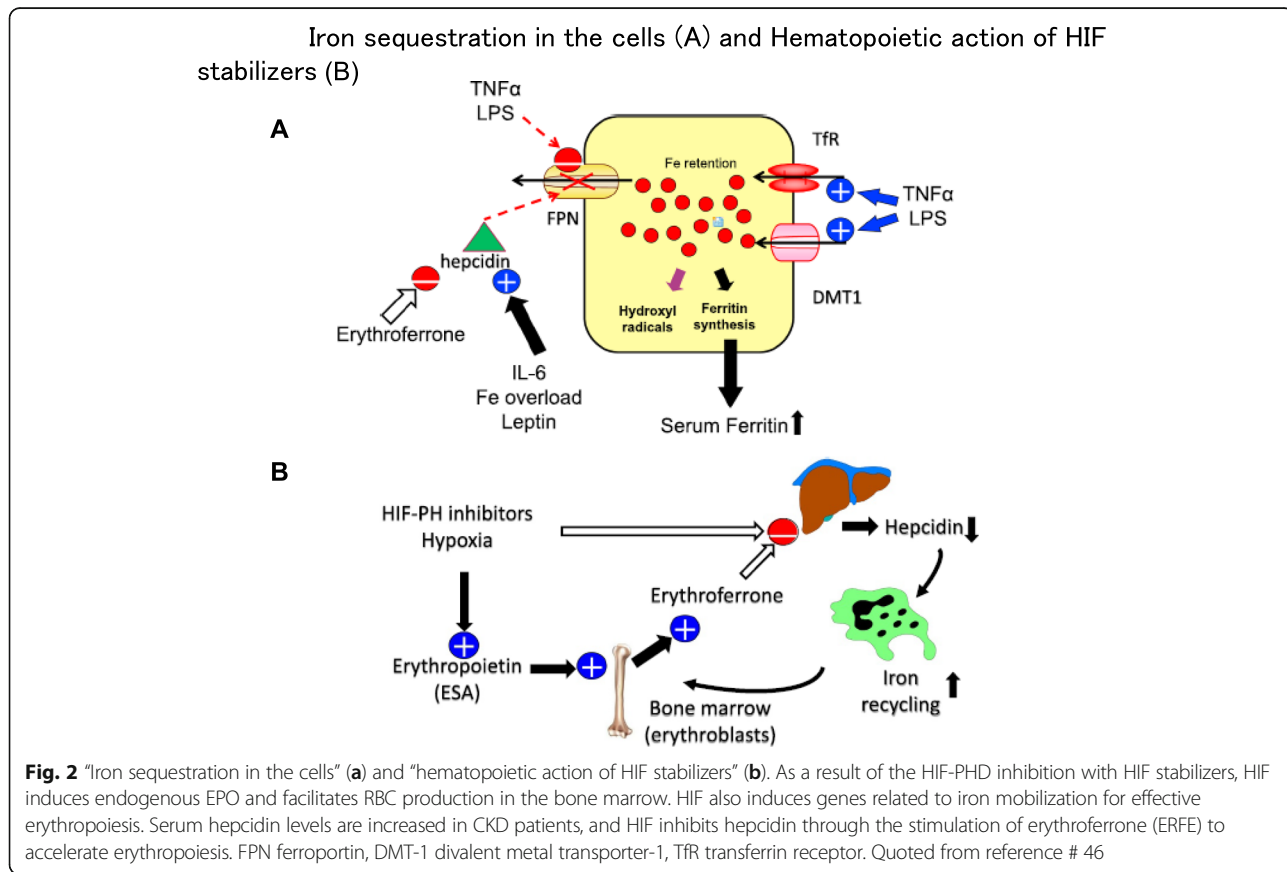 Iron sequestration in the cells (A) and Hematopoietic action of HIF
stabilizers (B)
A
TNFα
LPS
FPN
hepcidin
Erythroferrone
IL-6
Fe overload
Leptin
Fe retention
Hydroxyl
radicals
Ferritin
synthesis
Serum Ferritin
TfR
TNFα
LPS
DMT1
B
HIF-PH inhibitors
Hypoxia
Erythropoietin
(ESA)
Erythroferrone
Bone marrow
(erythroblasts)
Hepcidin
Iron
recycling
Fig. 2 "Iron sequestration in the cells" (a) and "hematopoietic action of HIF stabilizers" (b). As a result of the HIF-PHD inhibition with HIF stabilizers, HIF
induces endogenous EPO and facilitates RBC production in the bone marrow. HIF also induces genes related to iron mobilization for effective
erythropoiesis. Serum hepcidin levels are increased in CKD patients, and HIF inhibits hepcidin through the stimulation of erythroferrone (ERFE) to
accelerate erythropoiesis. FPN ferroportin, DMT-1 divalent metal transporter-1, TfR transferrin receptor. Quoted from reference # 46